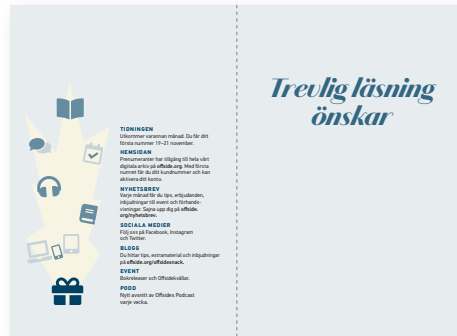 TIDNINGEN
Utkommer varannan månad. Du får ditt
första nummer 19–21 november.
HEMSIDAN
Prenumeranter har tillgång till hela vårt
digitala arkiv på offside.org. Med första
numret får du ditt kundnummer och kan
aktivera ditt konto.
NYHETSBREV
Varje månad får du tips, erbjudanden,
inbjudningar till event och förhands-
visningar. Sajna upp dig på offside.
org/nyhetsbrev.
SOCIALA MEDIER
Följ oss på Facebook, Instagram
och Twitter.
BLOGG
Du hittar tips, extramaterial och inbjudningar
på offside.org/offsidesnack.
EVENT
Bokreleaser och Offsidekvällar.
PODD
Nytt avsnitt av Offsides Podcast
varje vecka.
Trevlig läsning
önskar